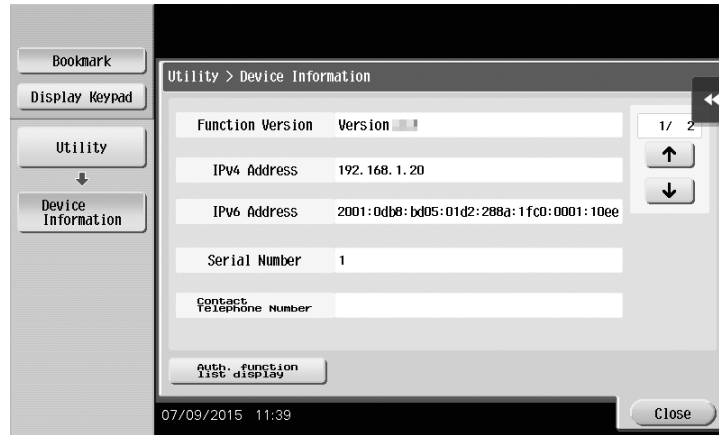 Bookmark
Display Keypad
Utility
Device
Information
Utility > Device Information
Function Version Version
IPv4 Address 192.168.1.20
IPv6 Address 2001:0db8:bd05:01d2:288a:1fc0:0001:10ee
Serial Number 1
Contact
Telephone Number
1/ 2
Auth. function
list display
07/09/2015 11:39
Close